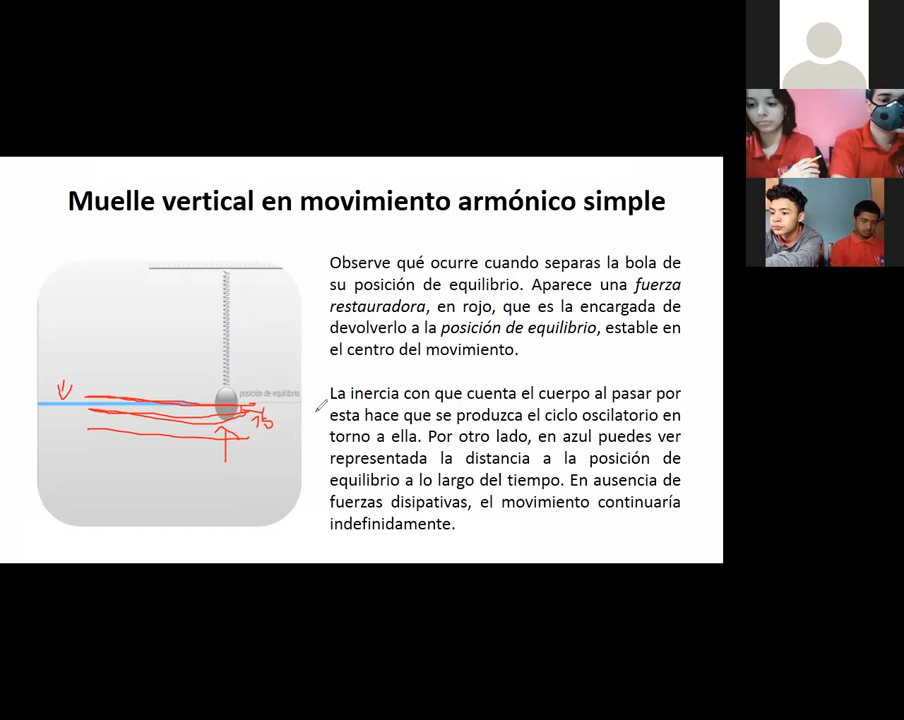 Muelle vertical en movimiento armónico simple
Observe qué ocurre cuando separas la bola de
su posición de equilibrio. Aparece una fuerza
restauradora, en rojo, que es la encargada de
devolverlo a la posición de equilibrio, estable en
el centro del movimiento.
posición de equilibrio
La inercia con que cuenta el cuerpo al pasar por
esta hace que se produzca el ciclo oscilatorio en
torno a ella. Por otro lado, en azul puedes ver
representada la distancia a la posición de
equilibrio a lo largo del tiempo. En ausencia de
fuerzas disipativas, el movimiento continuaría
indefinidamente.